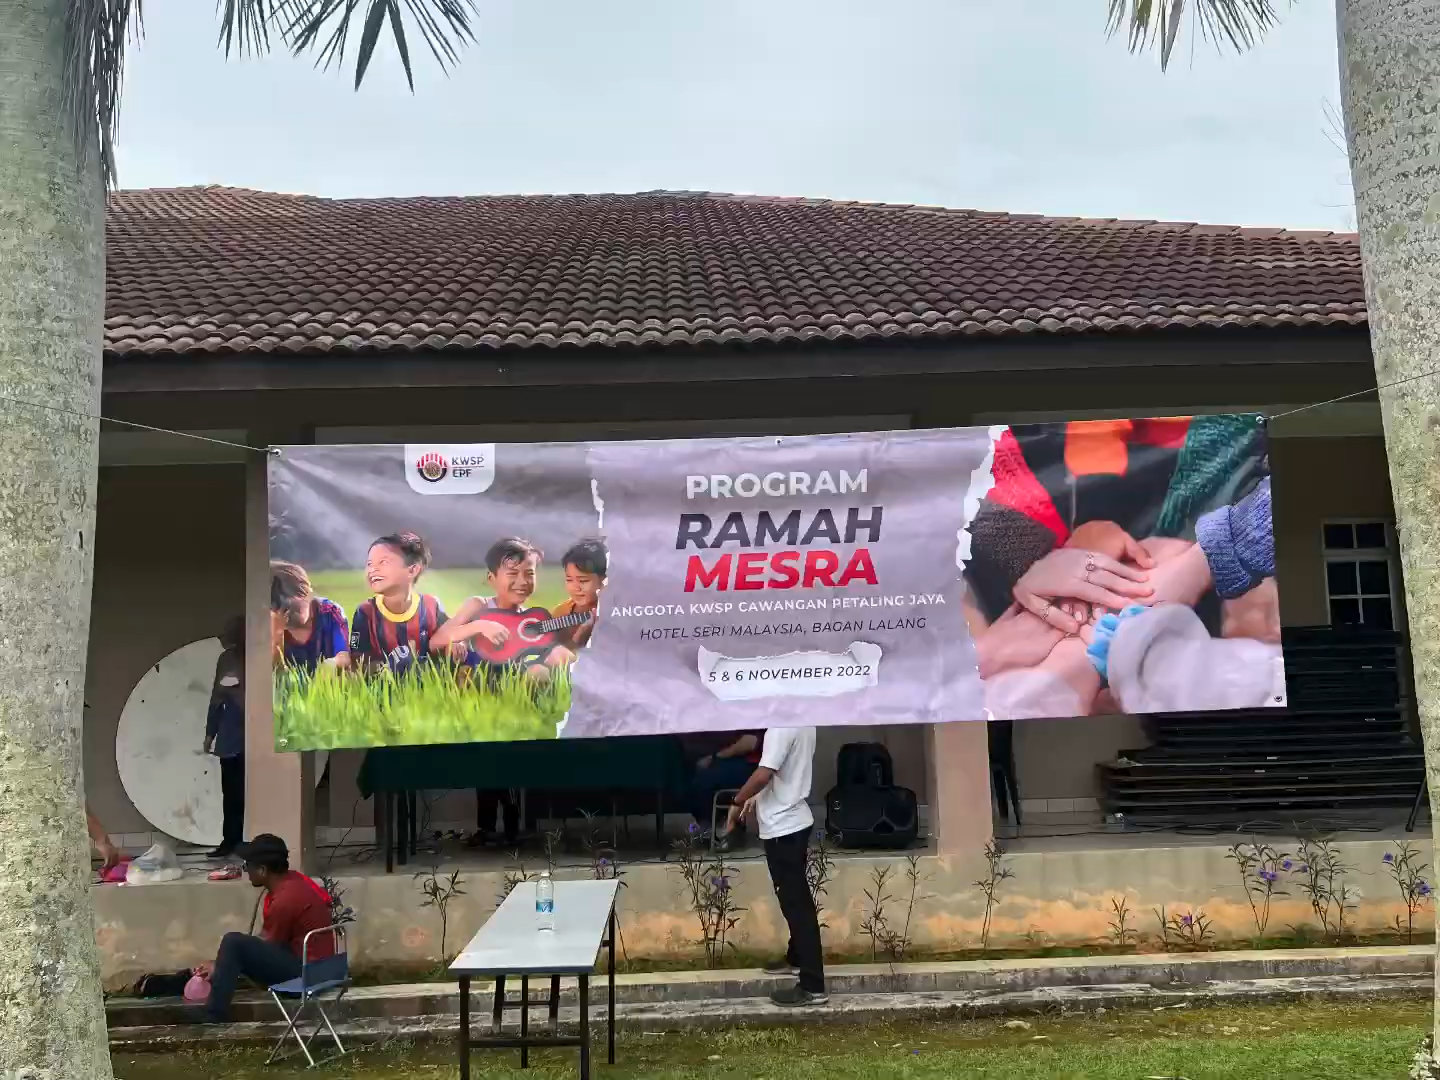 KWSP
EPF
PROGRAM
RAMAH
MESRA
ANGGOTA KWSP CAWANGAN PETALING JAYA
HOTEL SERI MALAYSIA, BAGAN LALANG
5 & 6 NOVEMBER 2022